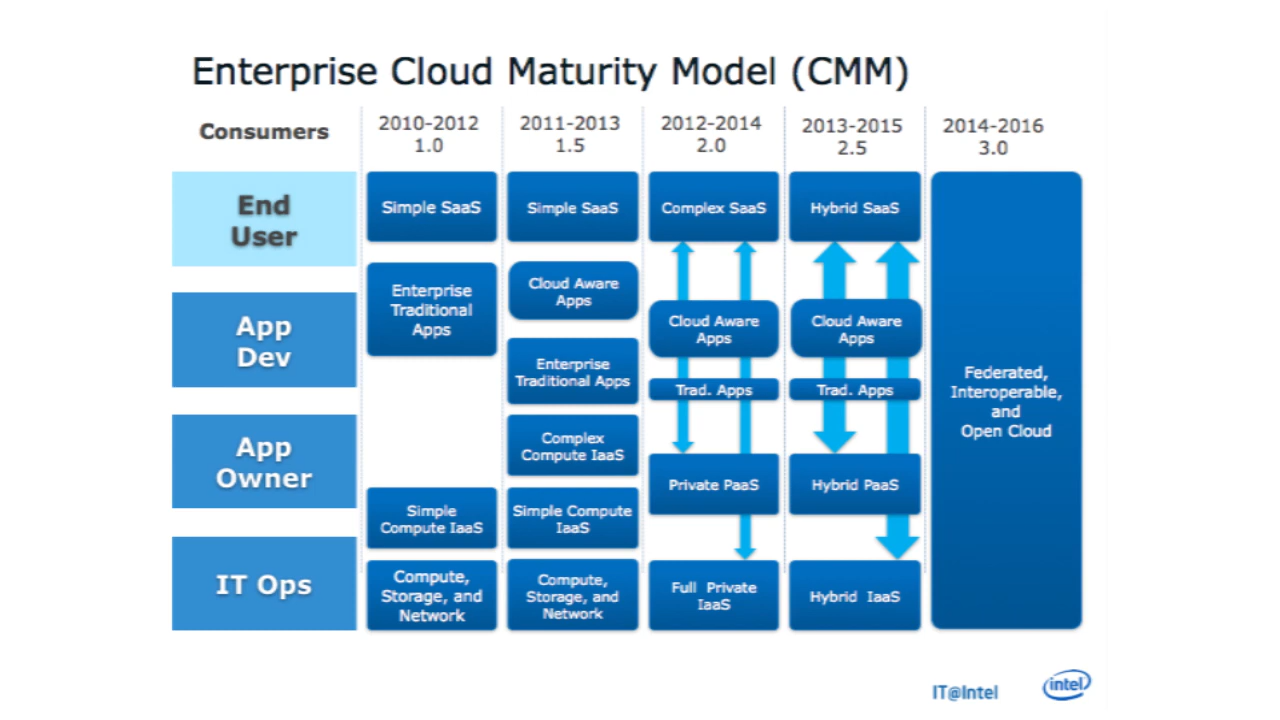 Enterprise Cloud Maturity Model (CMM)
Consumers
2010-2012
1.0
2011-2013
1.5
2012-2014
2.0
2013-2015
2.5
2014-2016
3.0
End
User
App
Dev
App
Owner
IT Ops
Simple SaaS
Enterprise
Traditional
Apps
Simple
Compute IaaS
Compute,
Storage, and
Network
Simple SaaS
Cloud Aware
Apps
Enterprise
Traditional Apps
Complex
Compute IaaS
Simple Compute
IaaS
Compute,
Storage, and
Network
Complex SaaS
Cloud Aware
Apps
Trad. Apps
Private PaaS
Full Private
IaaS
Hybrid SaaS
Cloud Aware
Apps
Trad. Apps
Hybrid PaaS
Hybrid IaaS
Federated,
Interoperable,
and
Open Cloud
IT@Intel
intel